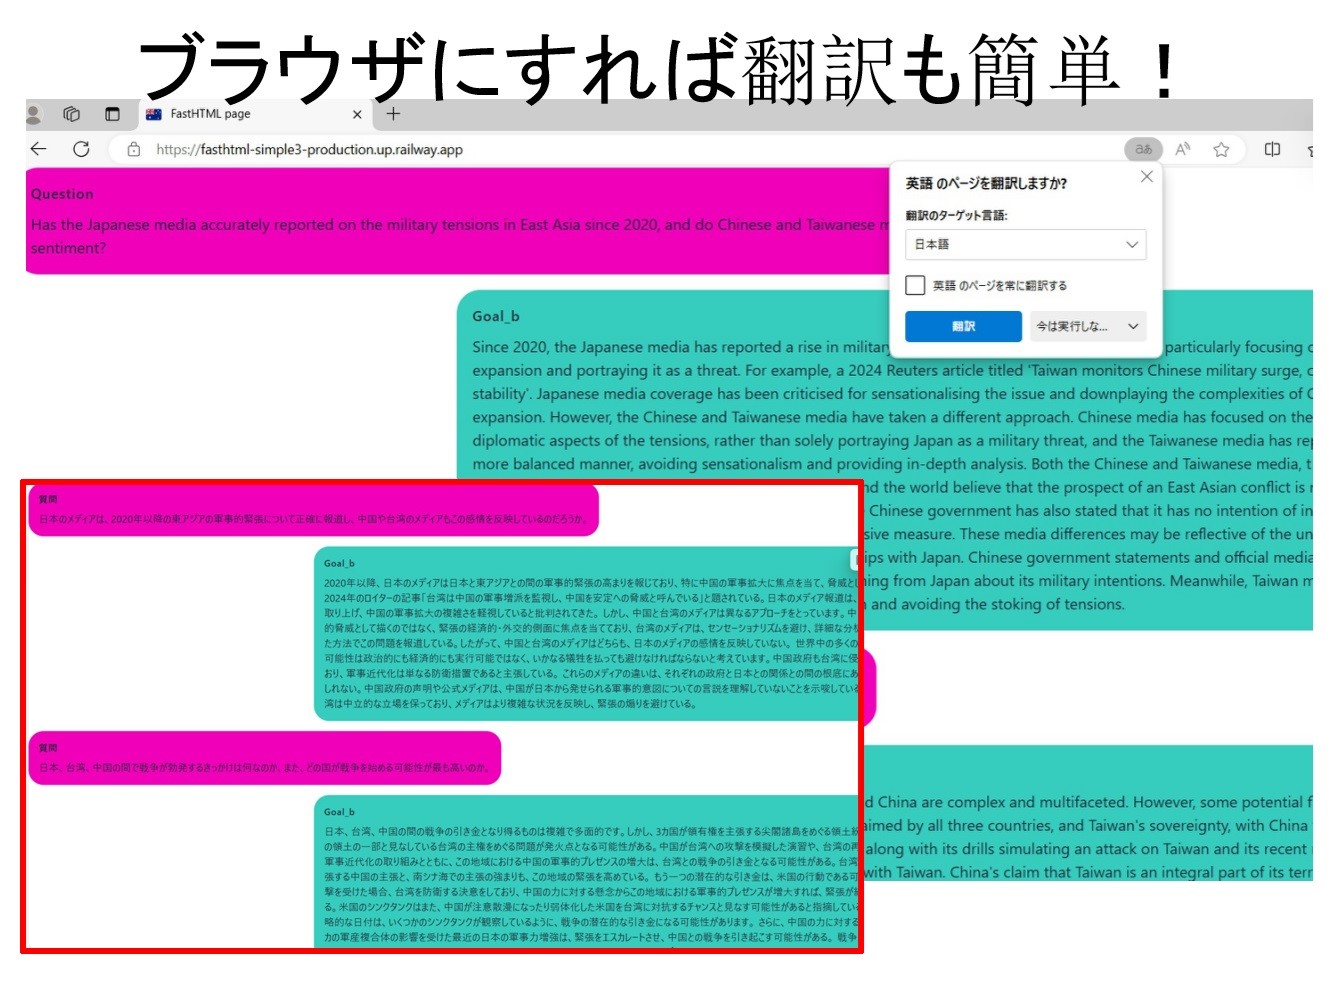 ブラウザにすれば翻訳も簡単！
FastHTML page
https://fasthtml-simple3-production.up.railway.app
英語 のページを翻訳しますか?
翻訳のターゲット言語:
日本語
英語 のページを常に翻訳する
翻訳
今は実行しな...
Question
Has the Japanese media accurately reported on the military tensions in East Asia since 2020, and do Chinese and Taiwanese
sentiment?
Goal_b
Since 2020, the Japanese media has reported a rise in military particularly focusing
expansion and portraying it as a threat. For example, a 2024 Reuters article titled 'Taiwan monitors Chinese military surge,
stability'. Japanese media coverage has been criticised for sensationalising the issue and downplaying the complexities of
expansion. However, the Chinese and Taiwanese media have taken a different approach. Chinese media has focused on the
diplomatic aspects of the tensions, rather than solely portraying Japan as a military threat, and the Taiwanese media has
more balanced manner, avoiding sensationalism and providing in-depth analysis. Both the Chinese and Taiwanese media,
nd the world believe that the prospect of an East Asian conflict is
Chinese government has also stated that it has no intention of in
sive measure. These media differences may be reflective of the un
ips with Japan. Chinese government statements and official media
ing from Japan about its military intentions. Meanwhile, Taiwan
and avoiding the stoking of tensions.
質問
日本のメディアは、2020年以降の東アジアの軍事的緊張について正確に報道し、中国や台湾のメディアもこの感情を反映しているのだろうか。
Goal_b
2020年以降、日本のメディアは日本と東アジアとの間の軍事的緊張の高まりを報じており、特に中国の軍事拡大に焦点を当て、脅威と
2024年のロイターの記事「台湾は中国の軍事増派を監視し、中国を安定への脅威と呼んでいる」と題されている。日本のメディア報道は、
取り上げ、中国の軍事拡大の複雑さを軽視していると批判されてきた。しかし、中国と台湾のメディアは異なるアプローチをとっています。中
的脅威として描くのではなく、緊張の経済的・外交的側面に焦点を当てており、台湾のメディアは、センセーショナリズムを避け、詳細な分
た方法でこの問題を報道している。したがって、中国と台湾のメディアはどちらも、日本のメディアの感情を反映していない。世界中の多くの
可能性は政治的にも経済的にも実行可能ではなく、いかなる犠牲を払っても避けなければならないと考えています。中国政府も台湾に侵
おり、軍事近代化は単なる防衛措置であると主張している。これらのメディアの違いは、それぞれの政府と日本との関係との間の根底にあ
しれない。中国政府の声明や公式メディアは、中国が日本から発せられる軍事的意図についての言説を理解していないことを示唆している
湾は中立的な立場を保っており、メディアはより複雑な状況を反映し、緊張の煽りを避けている。
質問
日本、台湾、中国の間で戦争が勃発するきっかけは何なのか、また、どの国が戦争を始める可能性が最も高いのか。
Goal_b
日本、台湾、中国の間の戦争の引き金となり得るものは複雑で多面的です。しかし、3カ国が領有権を主張する尖閣諸島をめぐる領土
の領土の一部と見なしている台湾の主権をめぐる問題が発火点となる可能性がある。中国が台湾への攻撃を模擬した演習や、台湾の
軍事近代化の取り組みとともに、この地域における中国の軍事的プレゼンスの増大は、台湾との戦争の引き金となる可能性がある。台湾
張する中国の主張と、南シナ海での主張の強まりも、この地域の緊張を高めている。もう一つの潜在的な引き金は、米国の行動である可
撃を受けた場合、台湾を防衛する決意をしており、中国の力に対する懸念からこの地域における軍事的プレゼンスが増大すれば、緊張が
る。米国のシンクタンクはまた、中国が注意散漫になったり弱体化した米国を台湾に対抗するチャンスと見なす可能性があると指摘してい
略的な日付は、いくつかのシンクタンクが観察しているように、戦争の潜在的な引き金になる可能性があります。さらに、中国の力に対する
カの軍産複合体の影響を受けた最近の日本の軍事力増強は、緊張をエスカレートさせ、中国との戦争を引き起こす可能性がある。戦争
d China are complex and multifaceted. However, some potential
aimed by all three countries, and Taiwan's sovereignty, with China
along with its drills simulating an attack on Taiwan and its recent
with Taiwan. China's claim that Taiwan is an integral part of its terr